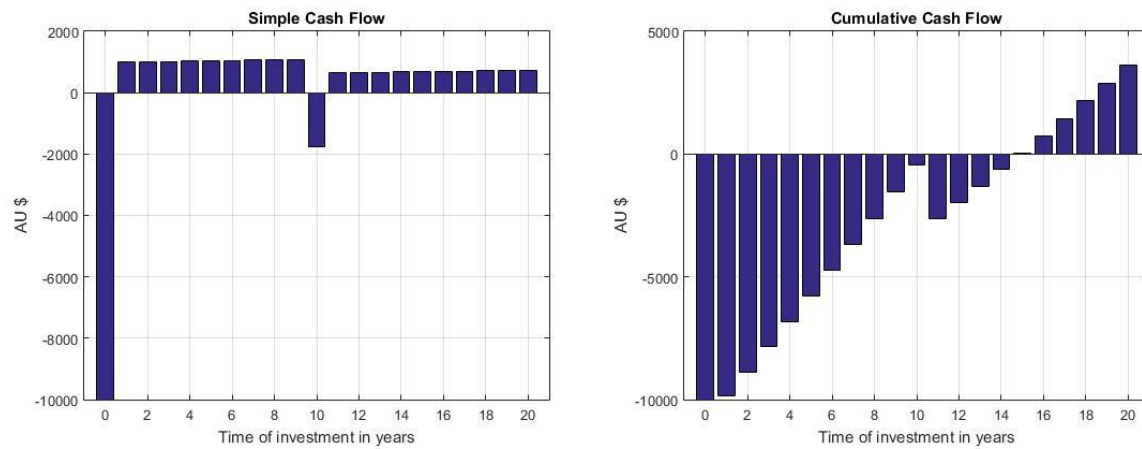 Simple Cash Flow
2000
0
-2000
-4000
-6000
-8000
-10000
AU $
0 2 4 6 8 10 12 14 16 18 20
Time of investment in years
Cumulative Cash Flow
5000
0
-5000
-10000
AU $
0 2 4 6 8 10 12 14 16 18 20
Time of investment in years